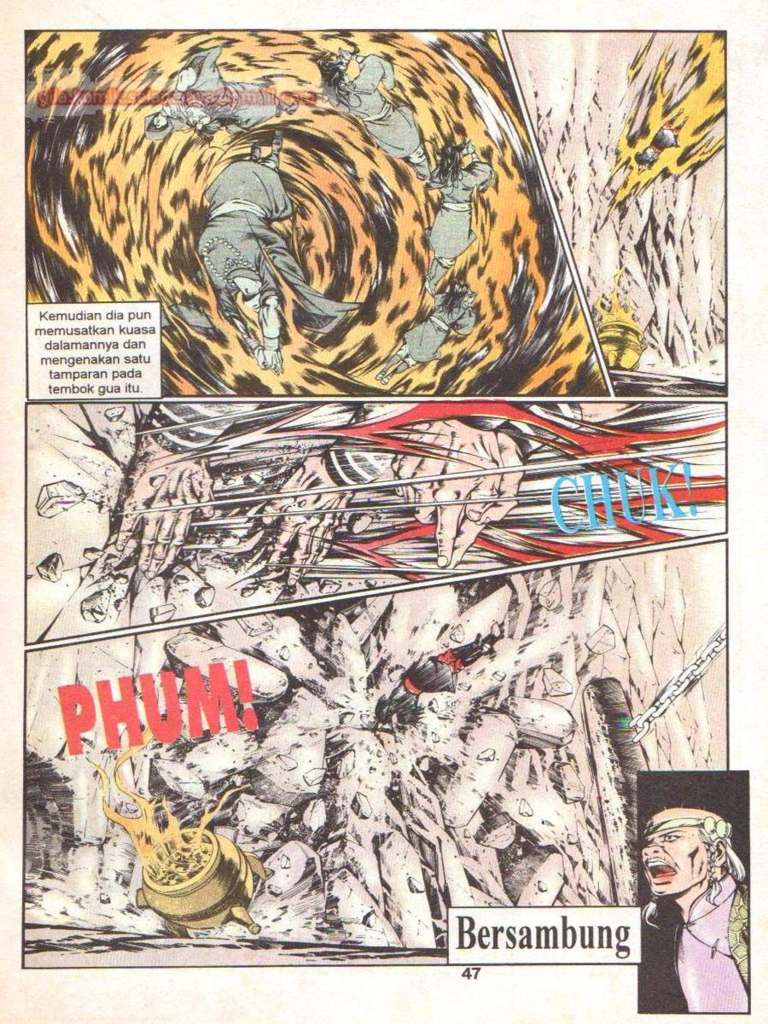 Kemudian dia pun
memusatkan kuasa
dalamannya dan
mengenakan satu
tamparan pada
tembok gua itu.
CHUK!
PHUM!
Bersambung
47